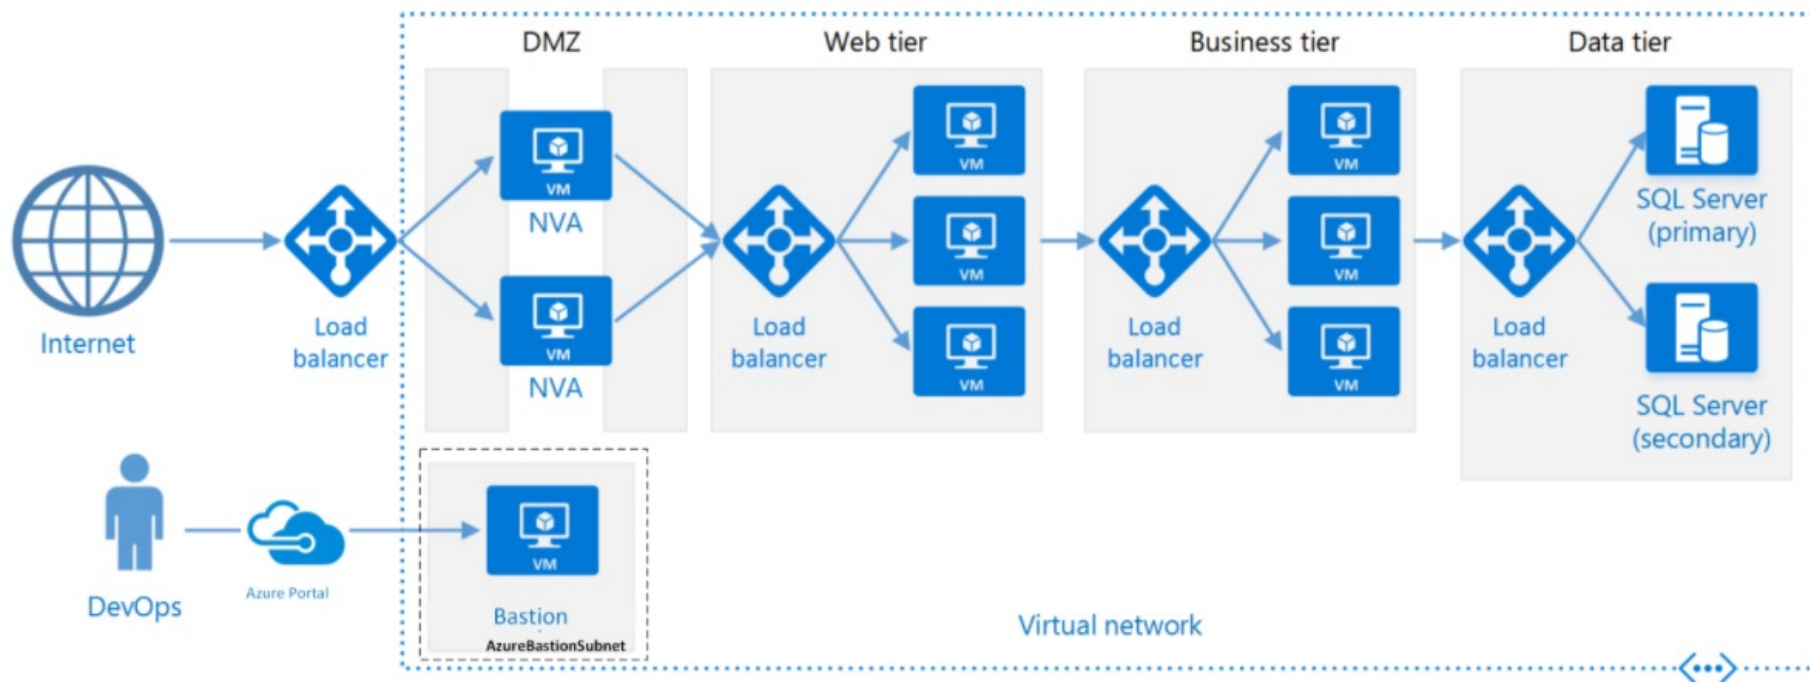 DMZ
Web tier
Business tier
Data tier
VM
NVA
VM
NVA
VM
VM
VM
VM
VM
VM
SQL Server
(primary)
SQL Server
(secondary)
Internet
Load
balancer
Load
balancer
Load
balancer
Load
balancer
DevOps
Azure Portal
VM
Bastion
AzureBastionSubnet
Virtual network